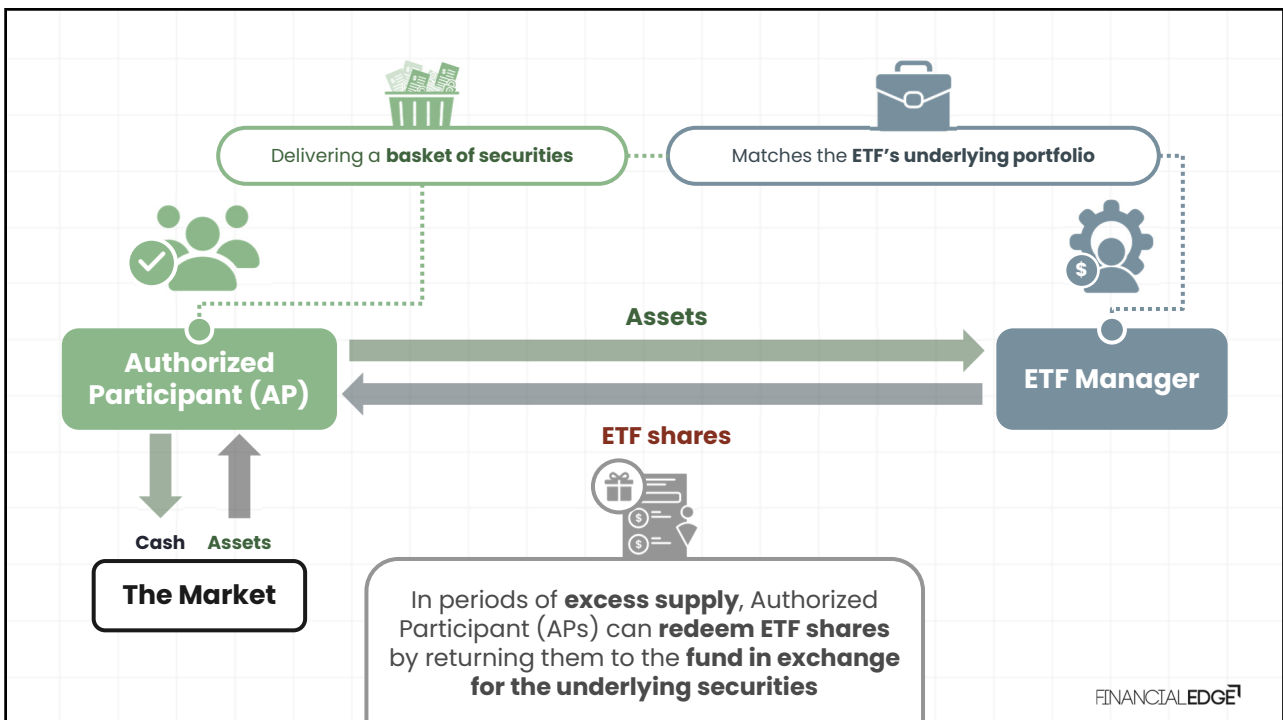 Delivering a basket of securities
Matches the ETF's underlying portfolio
$
Authorized
Participant (AP)
Assets
ETF Manager
ETF shares
Cash
Assets
The Market
$
$
In periods of excess supply, Authorized
Participant (APs) can redeem ETF shares
by returning them to the fund in exchange
for the underlying securities
FINANCIALEDGE